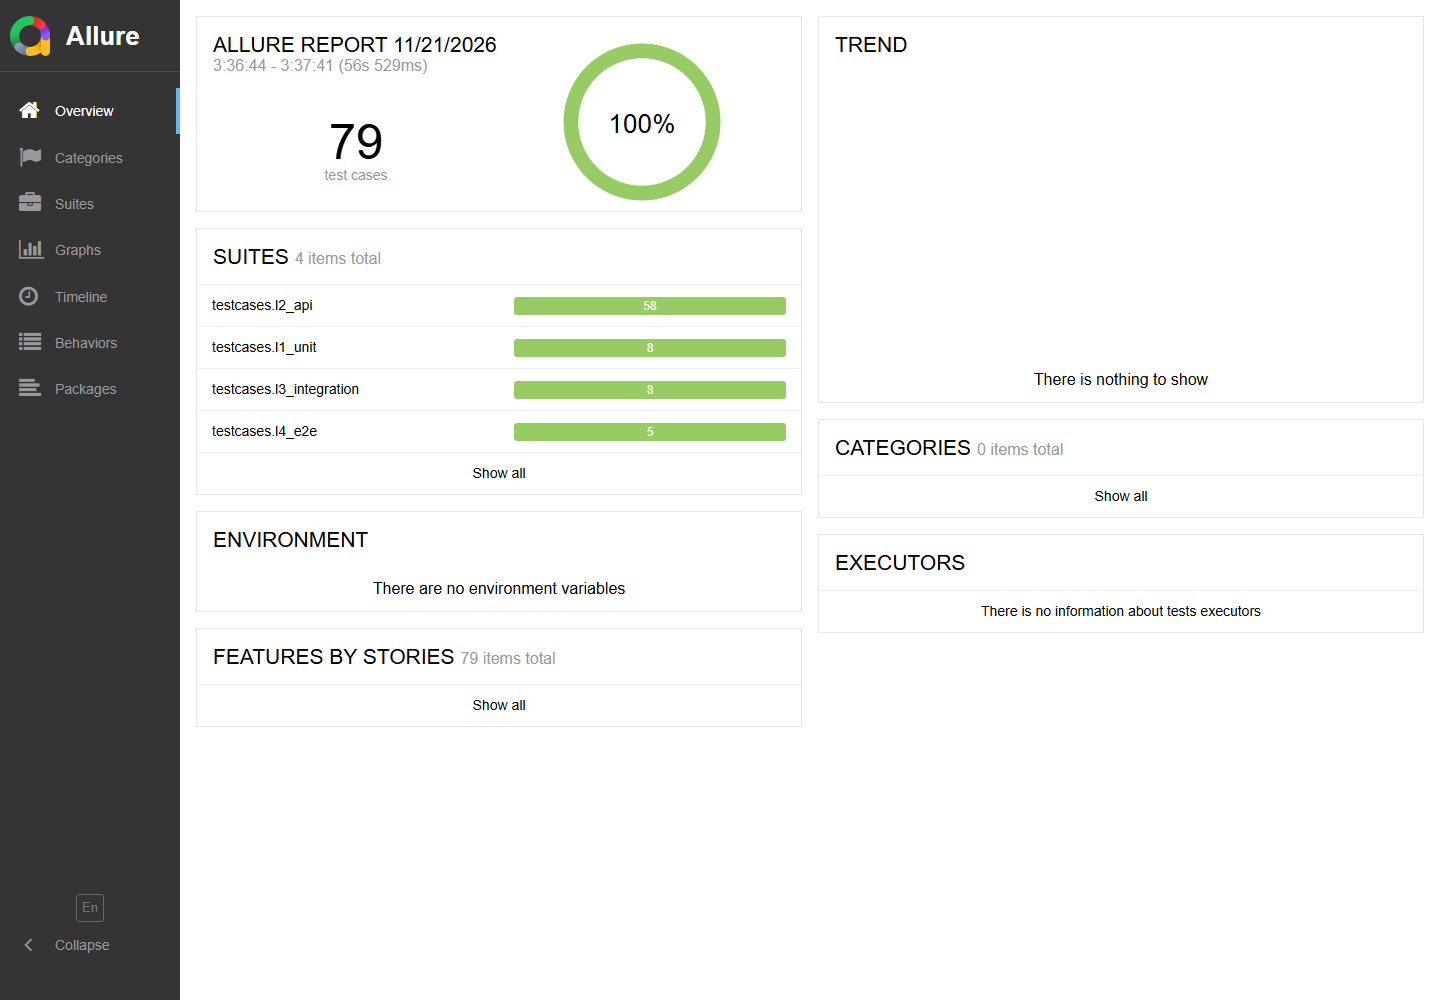 Allure
Overview
Categories
Suites
Graphs
Timeline
Behaviors
Packages
En
Collapse
ALLURE REPORT 11/21/2026
3:36:44 - 3:37:41 (56s 529ms)
79
test cases
100%
SUITES 4 items total
testcases.l2_api 58
testcases.l1_unit 8
testcases.l3_integration 8
testcases.l4_e2e 5
Show all
ENVIRONMENT
There are no environment variables
FEATURES BY STORIES 79 items total
Show all
TREND
There is nothing to show
CATEGORIES 0 items total
Show all
EXECUTORS
There is no information about tests executors